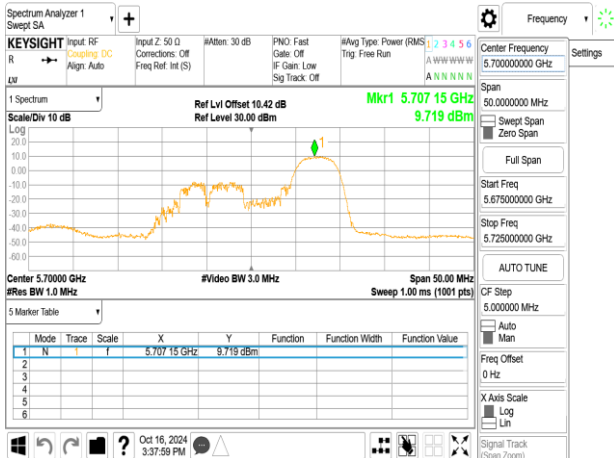 Spectrum Analyzer 1
Swept SA
Frequency
Settings
KEYSIGHT
R
LXI
Input: RF
Coupling: DC
Align: Auto
Input Z: 50 Ω
Corrections: Off
Freq Ref: Int (S)
#Atten: 30 dB
PNO: Fast
Gate: Off
IF Gain: Low
Sig Track: Off
#Avg Type: Power (RMS
Trig: Free Run
1 2 3 4 5 6
A W W W W W
A N N N N N
1 Spectrum
Scale/Div 10 dB
Ref Lvl Offset 10.42 dB
Ref Level 30.00 dBm
Mkr1 5.707 15 GHz
9.719 dBm
Log
20.0
10.0
0.00
-10.0
-20.0
-30.0
-40.0
-50.0
-60.0
1
Center 5.70000 GHz
#Res BW 1.0 MHz
#Video BW 3.0 MHz
Span 50.00 MHz
Sweep 1.00 ms (1001 pts)
5 Marker Table
Mode Trace Scale X Y Function Function Width Function Value
1 N 1 f 5.707 15 GHz 9.719 dBm
2
3
4
5
6
?
Oct 16, 2024
3:37:59 PM
Center Frequency
5.700000000 GHz
Span
50.0000000 MHz
Swept Span
Zero Span
Full Span
Start Freq
5.675000000 GHz
Stop Freq
5.725000000 GHz
AUTO TUNE
CF Step
5.000000 MHz
Auto
Man
Freq Offset
0 Hz
X Axis Scale
Log
Lin
Signal Track
(Span Zoom)